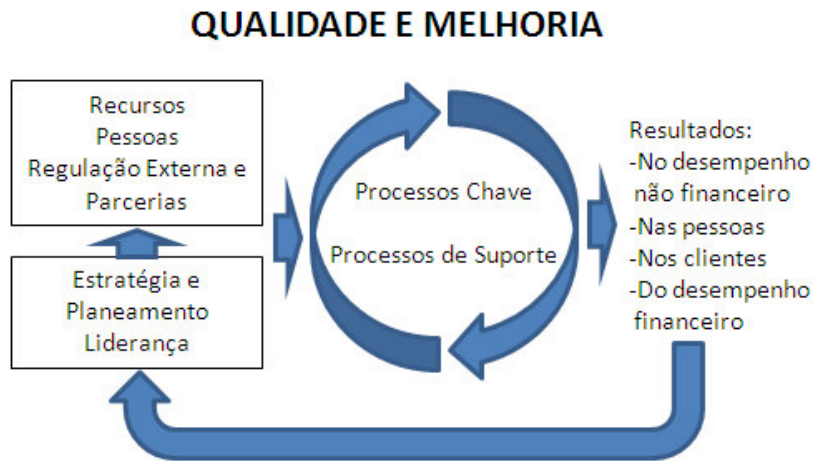 QUALIDADE E MELHORIA
Recursos
Pessoas
Regulação Externa e
Parcerias
Estratégia e
Planeamento
Liderança
Processos Chave
Processos de Suporte
Resultados:
-No desempenho
não financeiro
-Nas pessoas
-Nos clientes
-Do desempenho
financeiro